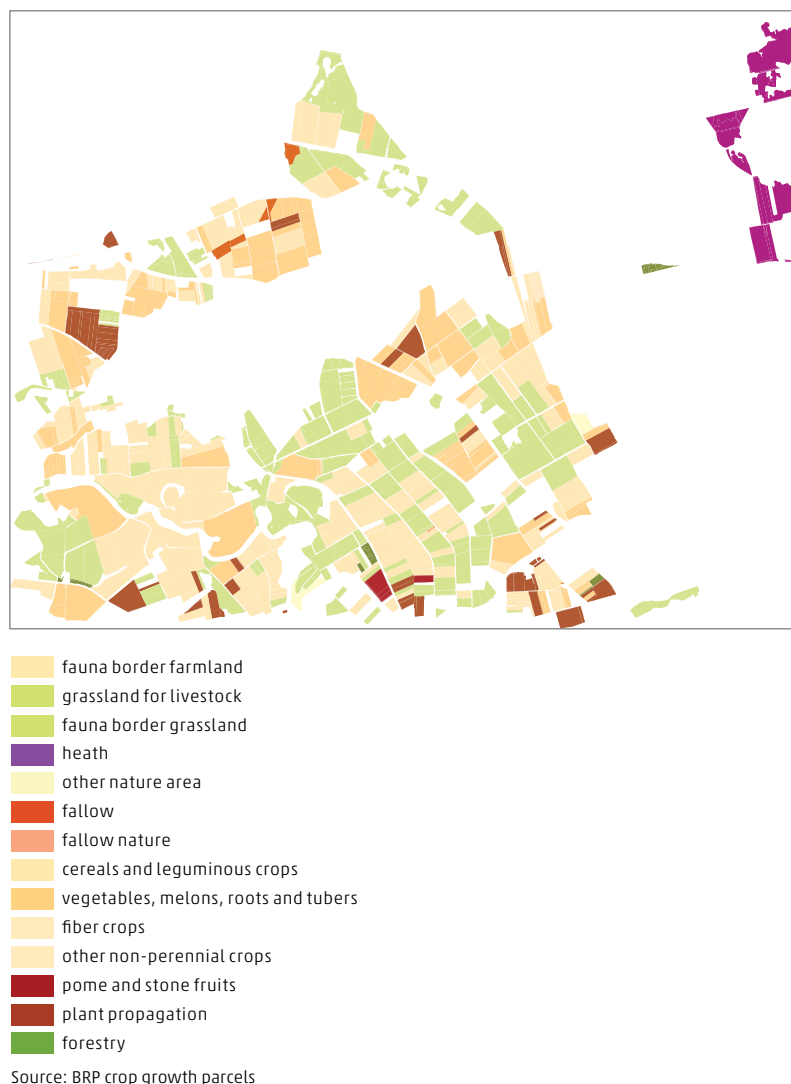 fauna border farmland
grassland for livestock
fauna border grassland
heath
other nature area
fallow
fallow nature
cereals and leguminous crops
vegetables, melons, roots and tubers
fiber crops
other non-perennial crops
pome and stone fruits
plant propagation
forestry
Source: BRP crop growth parcels